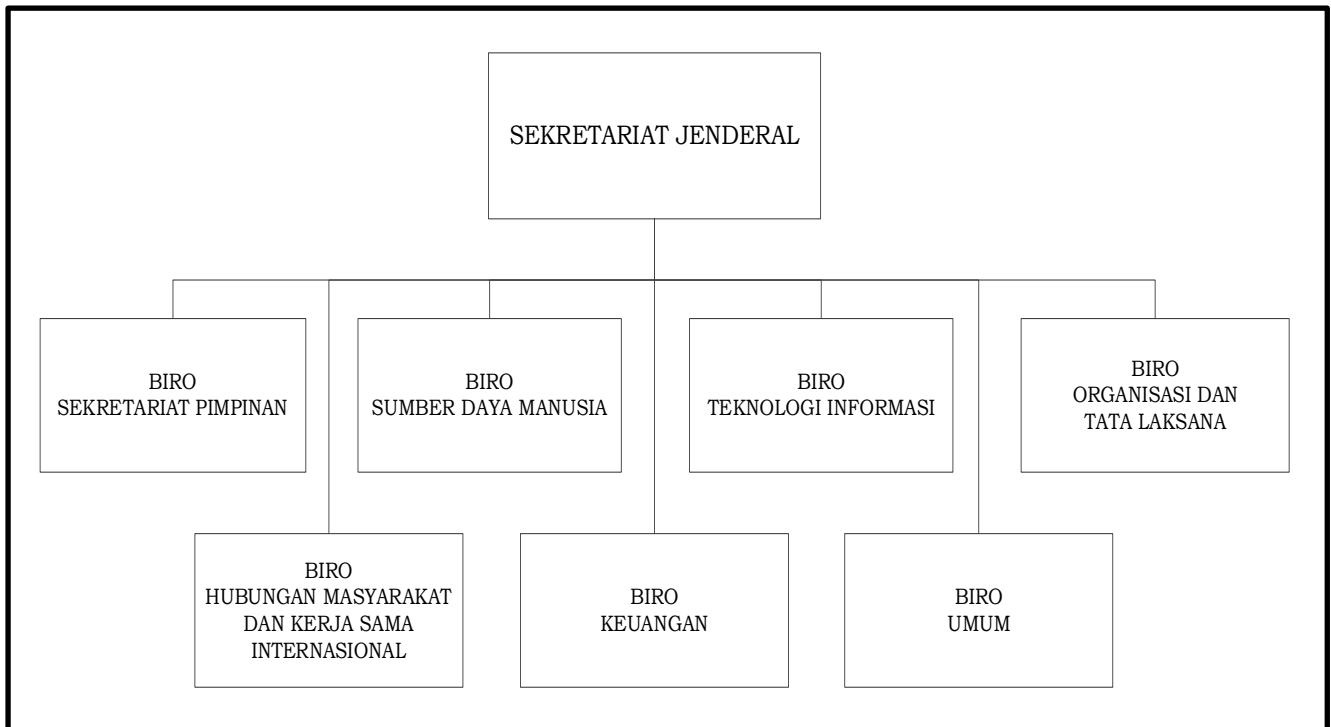 SEKRETARIAT JENDERAL
BIRO
SEKRETARIAT PIMPINAN
BIRO
SUMBER DAYA MANUSIA
BIRO
TEKNOLOGI INFORMASI
BIRO
ORGANISASI DAN
TATA LAKSANA
BIRO
HUBUNGAN MASYARAKAT
DAN KERJA SAMA
INTERNASIONAL
BIRO
KEUANGAN
BIRO
UMUM